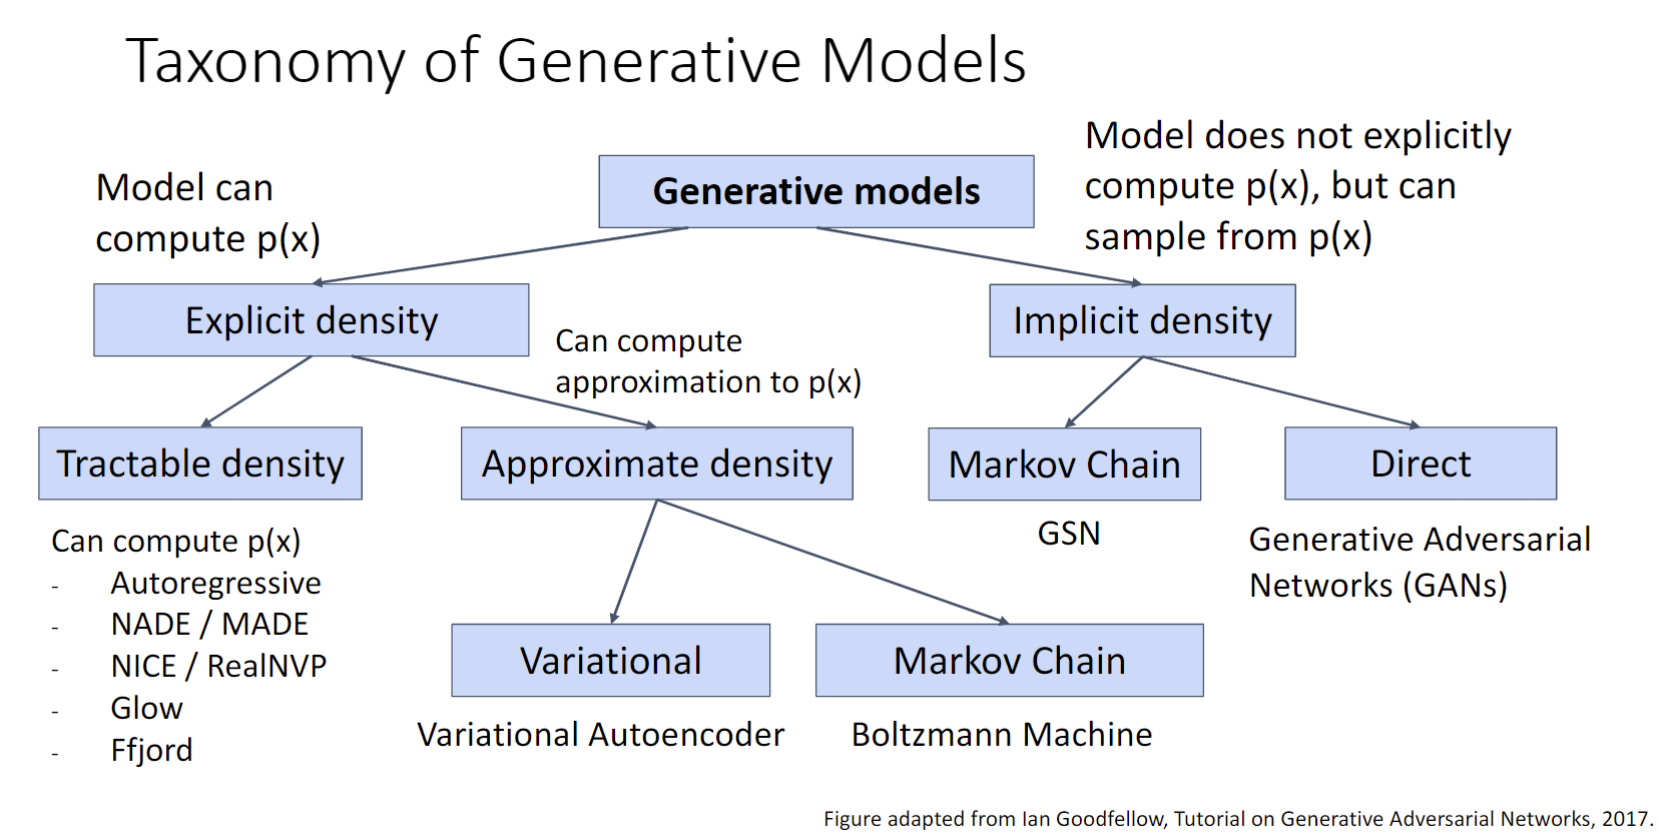 Taxonomy of Generative Models
Model can
compute p(x)
Generative models
Model does not explicitly
compute p(x), but can
sample from p(x)
Explicit density
Can compute
approximation to p(x)
Implicit density
Tractable density
Approximate density
Markov Chain
Direct
Can compute p(x)
- Autoregressive
- NADE / MADE
- NICE / RealNVP
- Glow
- Ffjord
GSN
Generative Adversarial
Networks (GANs)
Variational
Markov Chain
Variational Autoencoder
Boltzmann Machine
Figure adapted from Ian Goodfellow, Tutorial on Generative Adversarial Networks, 2017.